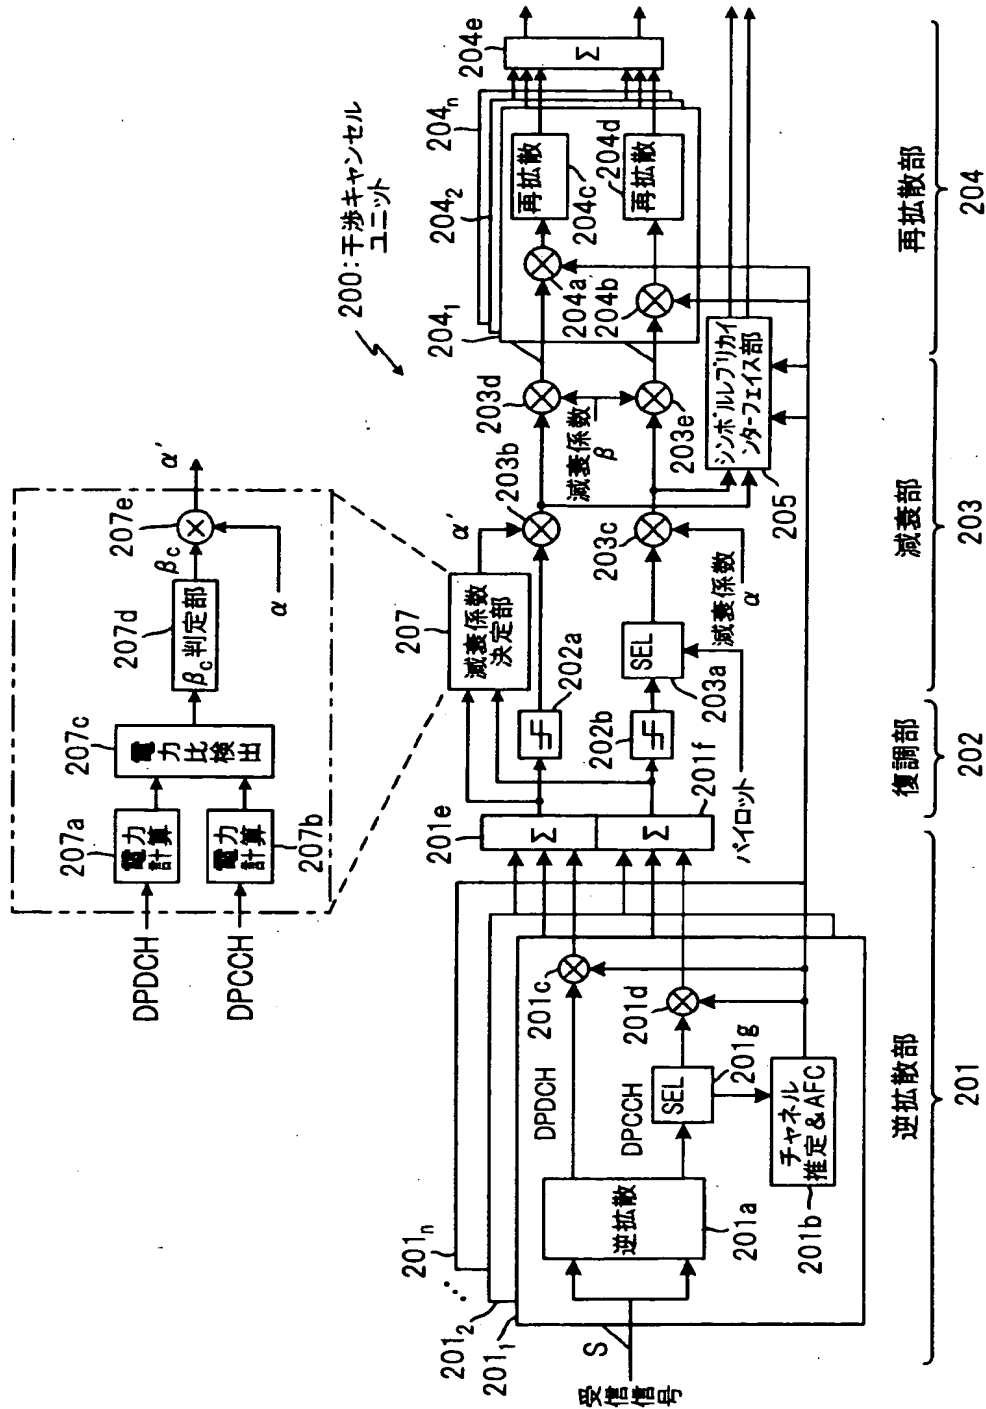 200:干渉キャンセル
ユニット
DPDCH
DPCCH
207a
電力
計算
207b
電力
計算
207c
電力比検出
207d
βc判定部
βc
207e
α
α′
受信信号
S
201₁
201₂
201ₙ
逆拡散
201a
DPDCH
DPCCH
SEL
201g
チャネル
推定&AFC
201b
201c
201d
201e
Σ
Σ
201f
パイロット
202a
202b
207
減衰係数
決定部
SEL
203a
α′
203b
203c
減衰係数
α
203d
減衰係数
β
203e
シンボルレプリカイ
ンターフェイス部
205
204₁
204₂
204ₙ
204a
204b
再拡散
204c
再拡散
204d
204e
Σ
逆拡散部
201
復調部
202
減衰部
203
再拡散部
204